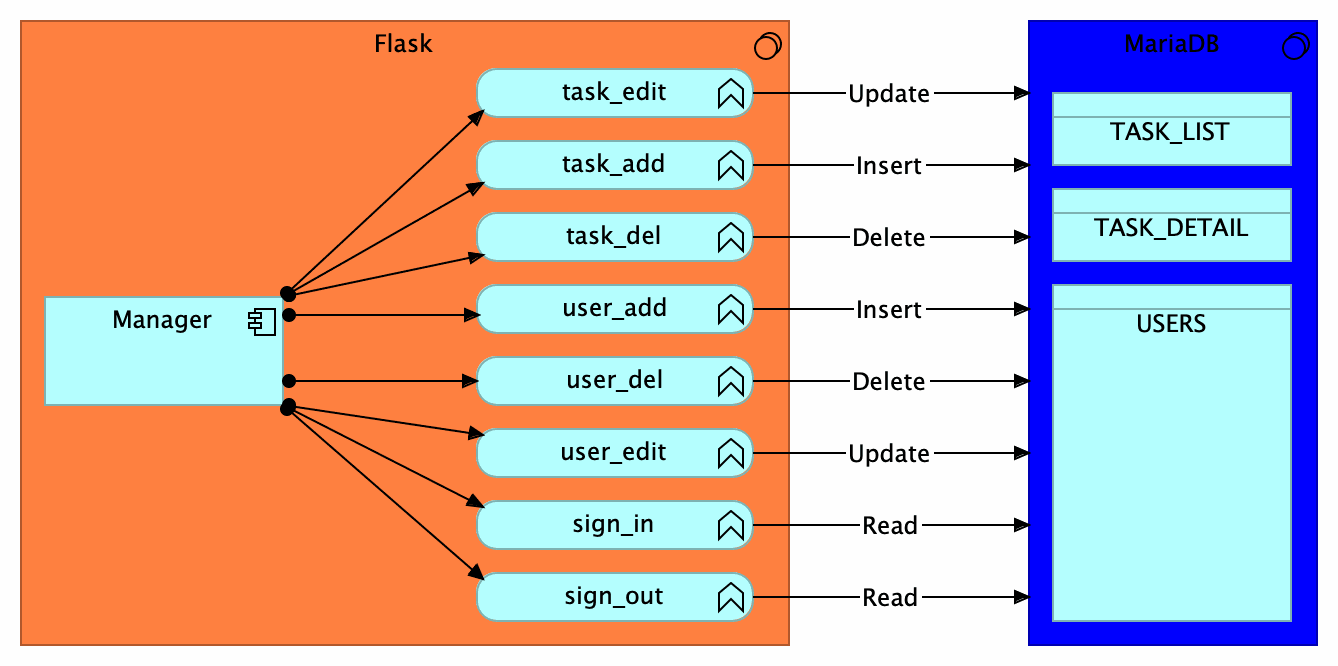 Flask
MariaDB
task_edit
Update
task_add
Insert
TASK_LIST
task_del
Delete
TASK_DETAIL
Manager
user_add
Insert
USERS
user_del
Delete
user_edit
Update
sign_in
Read
sign_out
Read